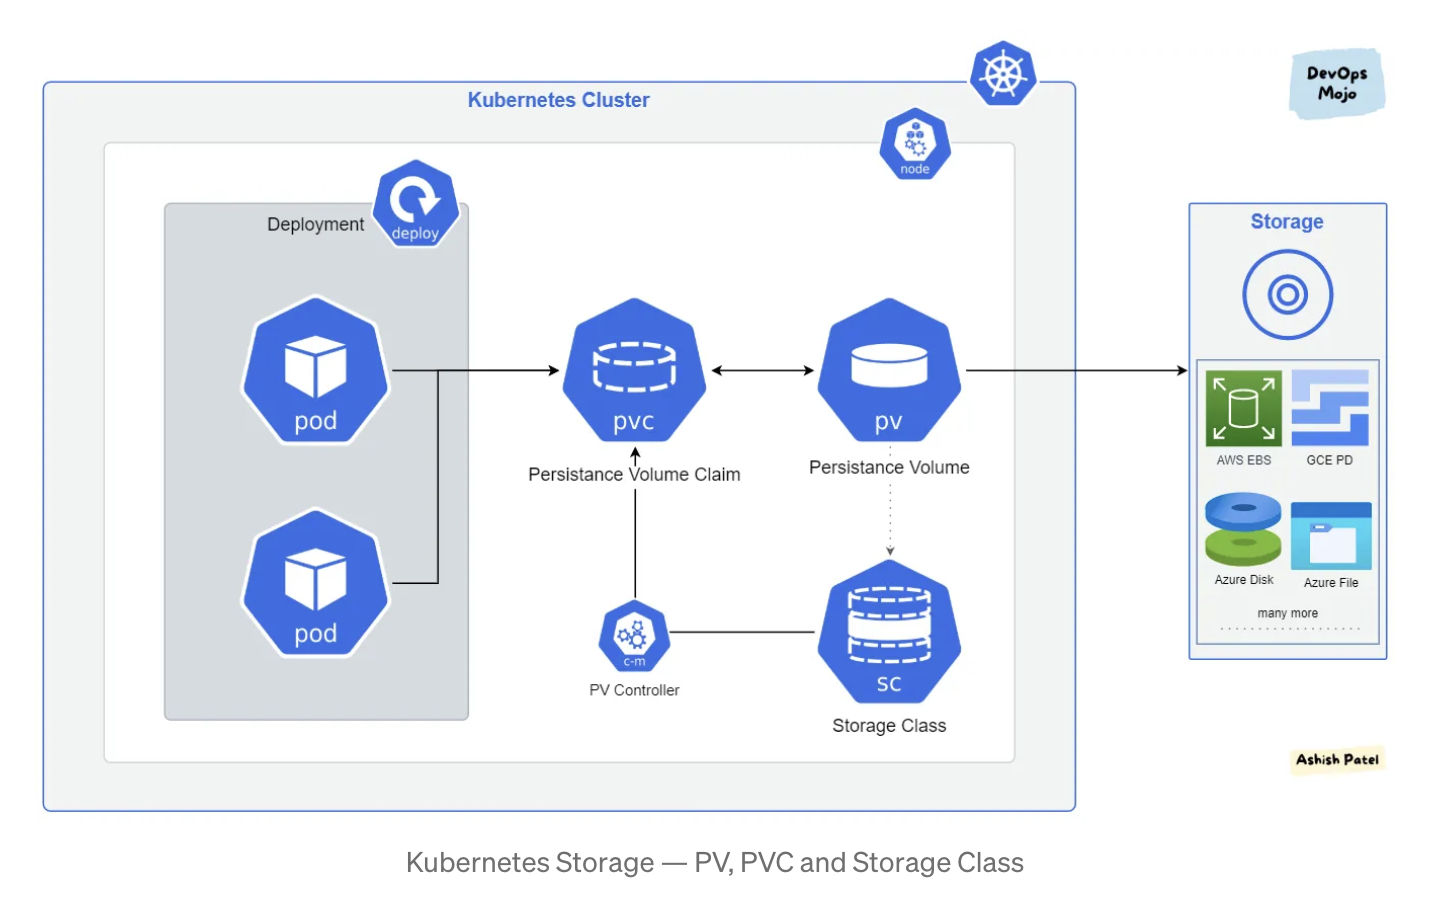 DevOps
Mojo
Kubernetes Cluster
node
Deployment
deploy
pod
pod
pvc
Persistance Volume Claim
pv
Persistance Volume
c-m
PV Controller
sc
Storage Class
Storage
AWS EBS
GCE PD
Azure Disk
Azure File
many more
Ashish Patel
Kubernetes Storage — PV, PVC and Storage Class